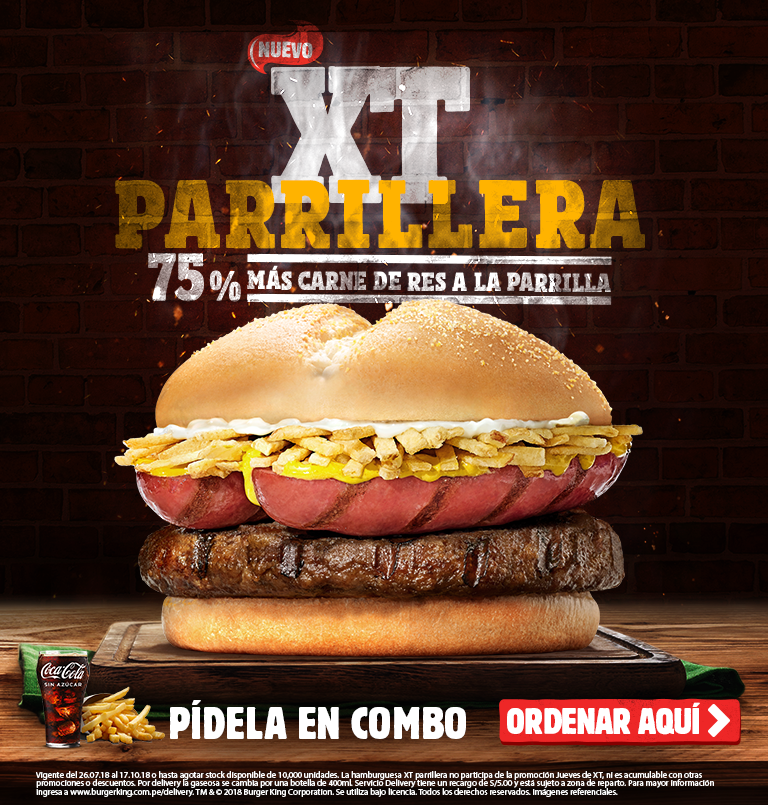 NUEVO
XT
PARRILLERA
75% MÁS CARNE DE RES A LA PARRILLA
Coca-Cola
SIN AZÚCAR
PÍDELA EN COMBO
ORDENAR AQUÍ
Vigente del 26.07.18 al 17.10.18 o hasta agotar stock disponible de 10,000 unidades. La hamburguesa XT parrillera no participa de la promoción Jueves de XT, ni es acumulable con otras
promociones o descuentos. Por delivery la gaseosa se cambia por una botella de 400ml. Servicio Delivery tiene un recargo de S/5.00 y está sujeto a zona de reparto. Para mayor información
ingresa a www.burgerking.com.pe/delivery. TM & © 2018 Burger King Corporation. Se utiliza bajo licencia. Todos los derechos reservados. Imágenes referenciales.